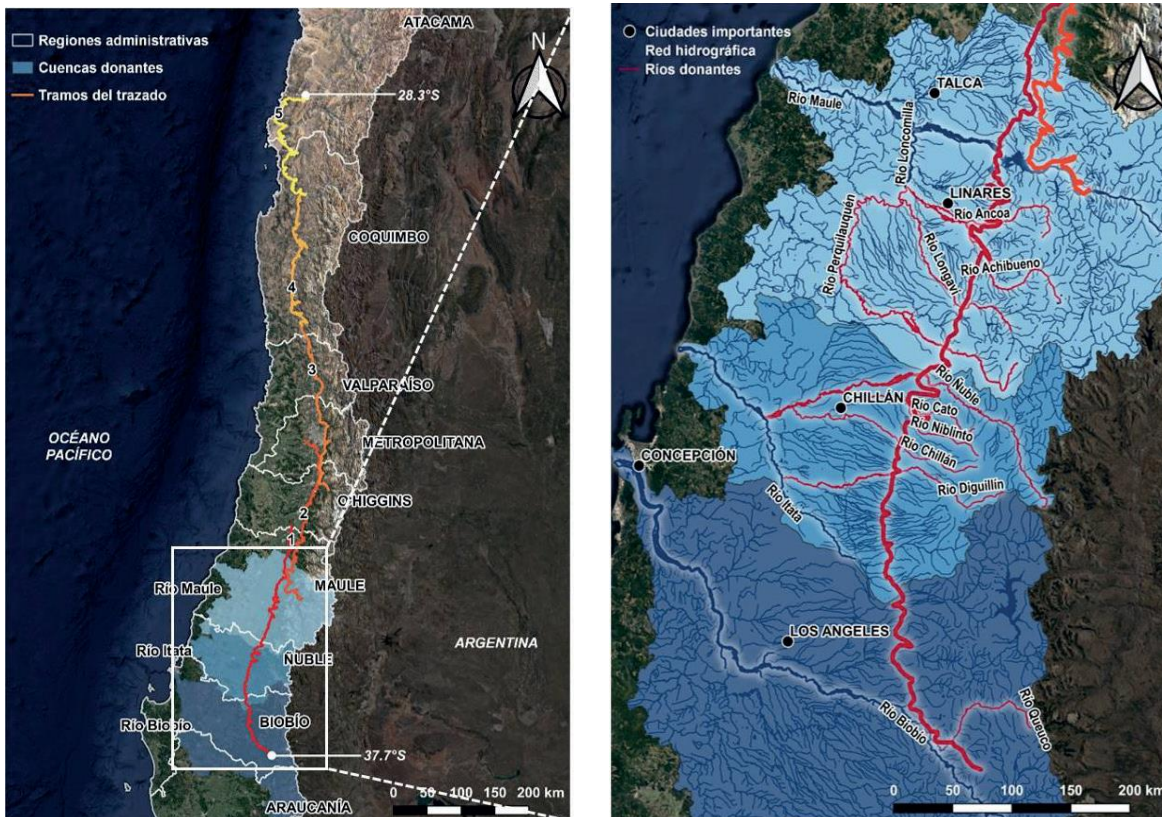 ATACAMA
N
Regiones administrativas
Cuencas donantes
Tramos del trazado
28.3°S
5
COQUIMBO
4
3
VALPARAÍSO
OCÉANO
PACÍFICO
METROPOLITANA
O'HIGGINS
2
1
Río Maule
MAULE
Río Itata
ÑUBLE
ARGENTINA
Río Biobío
BIOBÍO
37.7°S
ARAUCANÍA
0 50 100 150 200 km
Ciudades importantes
Red hidrográfica
Ríos donantes
N
TALCA
Río Maule
Río Loncomilla
LINARES
Río Ancoa
Río Perquilauquén
Río Longaví
Río Achibueno
Río Ñuble
CHILLÁN
Río Cato
Río Niblinto
Río Chillán
CONCEPCIÓN
Río Diguillín
Río Itata
LOS ANGELES
Río Queuco
Río Biobío
0 50 100 150 200 km